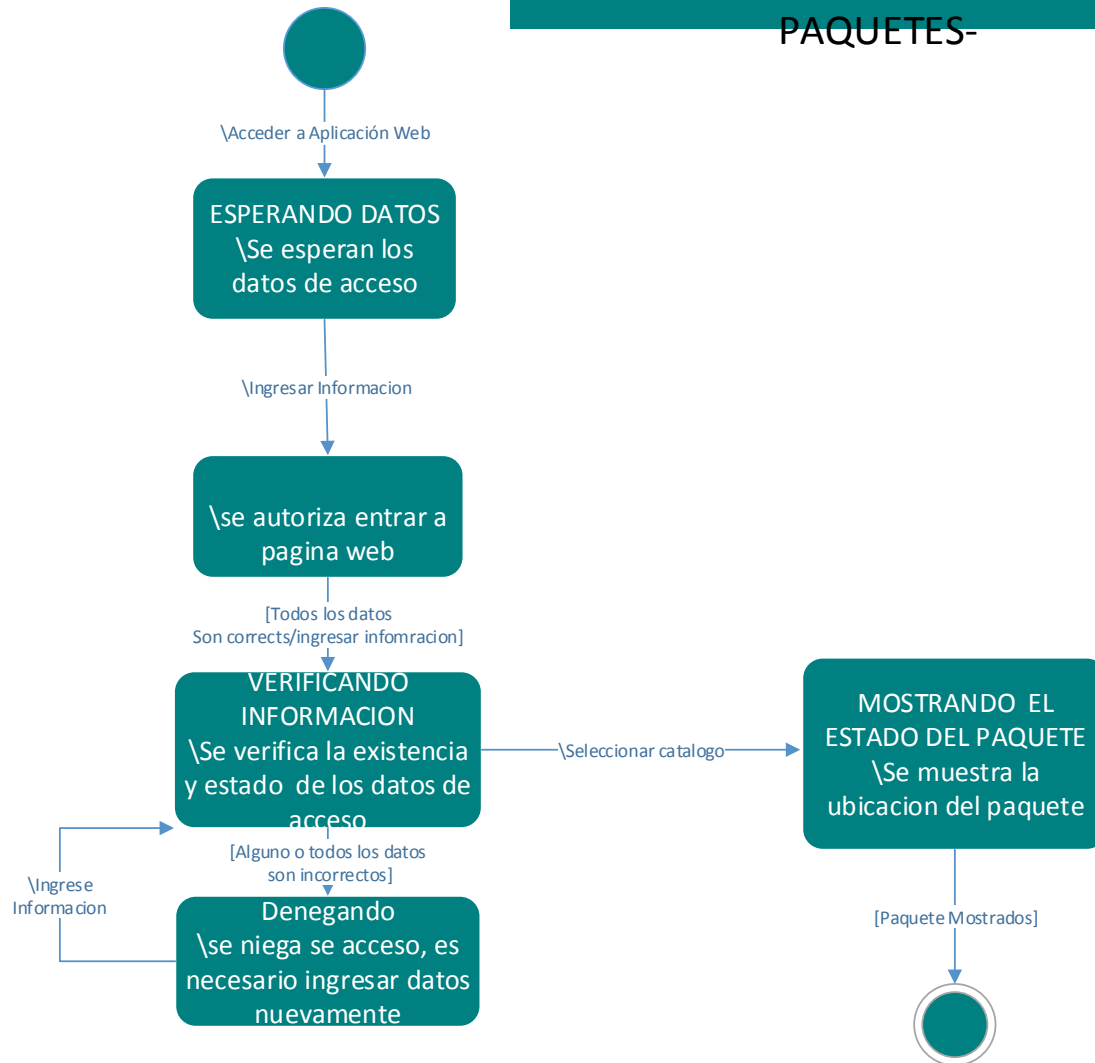 PAQUETES-
\Acceder a Aplicación Web
ESPERANDO DATOS
\Se esperan los
datos de acceso
\Ingresar Informacion
\se autoriza entrar a
pagina web
[Todos los datos
Son corrects/ingresar infomracion]
VERIFICANDO
INFORMACION
\Se verifica la existencia
y estado  de los datos de
acceso
\Seleccionar catalogo
MOSTRANDO  EL
ESTADO DEL PAQUETE
\Se muestra la
ubicacion del paquete
[Alguno o todos los datos
son incorrectos]
\Ingrese
Informacion
Denegando
\se niega se acceso, es
necesario ingresar datos
nuevamente
[Paquete Mostrados]